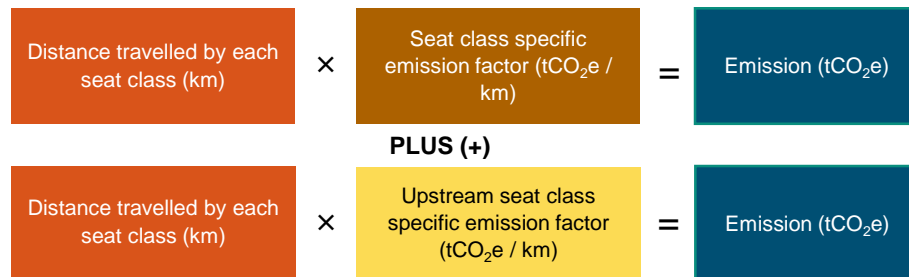 Distance travelled by each
seat class (km)
×
Seat class specific
emission factor (tCO₂e /
km)
=
Emission (tCO₂e)
PLUS (+)
Distance travelled by each
seat class (km)
×
Upstream seat class
specific emission factor
(tCO₂e / km)
=
Emission (tCO₂e)